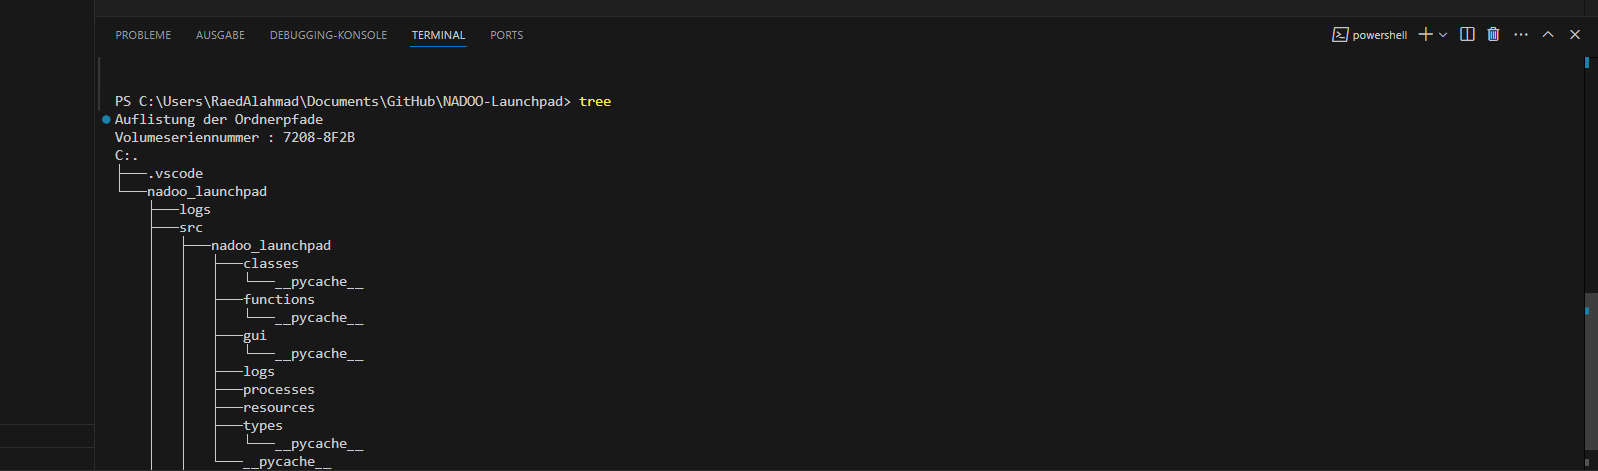 PROBLEME AUSGABE DEBUGGING-KONSOLE TERMINAL PORTS powershell
PS C:\Users\RaedAlahmad\Documents\GitHub\NADOO-Launchpad> tree
Auflistung der Ordnerpfade
Volumeseriennummer : 7208-8F2B
C:.
├───.vscode
└───nadoo_launchpad
    ├───logs
    ├───src
    │   ├───nadoo_launchpad
    │   │   ├───classes
    │   │   │   └───__pycache__
    │   │   ├───functions
    │   │   │   └───__pycache__
    │   │   ├───gui
    │   │   │   └───__pycache__
    │   │   ├───logs
    │   │   ├───processes
    │   │   ├───resources
    │   │   ├───types
    │   │   │   └───__pycache__
    │   │   └───__pycache__